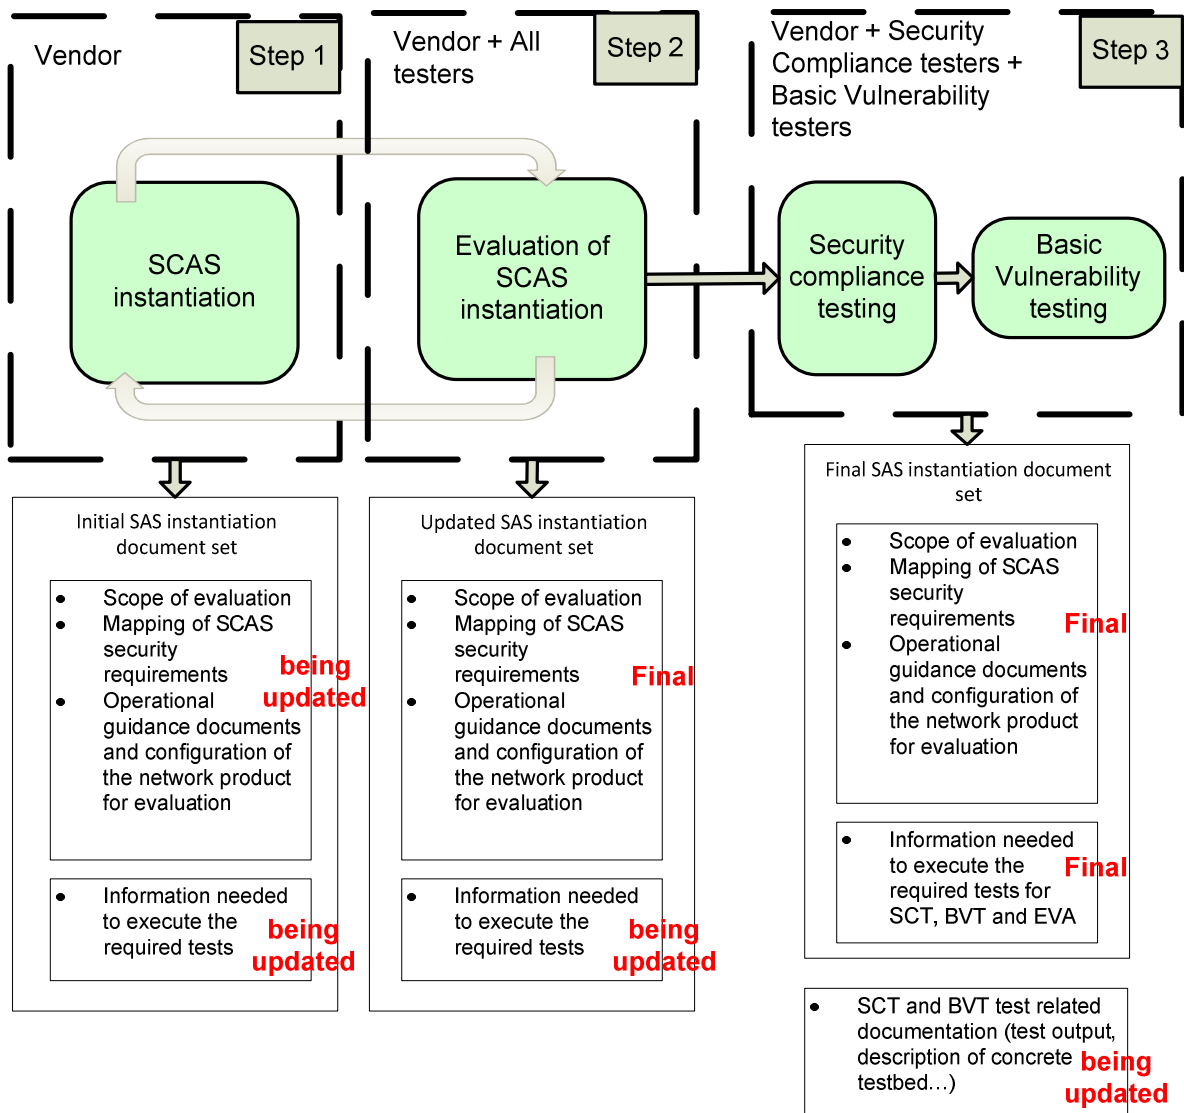 Vendor
Step 1
Vendor + All
testers
Step 2
Vendor + Security
Compliance testers +
Basic Vulnerability
testers
Step 3
SCAS
instantiation
Evaluation of
SCAS
instantiation
Security
compliance
testing
Basic
Vulnerability
testing
Initial SAS instantiation
document set
• Scope of evaluation
• Mapping of SCAS
security
requirements
• Operational
guidance documents
and configuration of
the network product
for evaluation
being
updated
• Information needed
to execute the
required tests
being
updated
Updated SAS instantiation
document set
• Scope of evaluation
• Mapping of SCAS
security
requirements
• Operational
guidance documents
and configuration of
the network product
for evaluation
Final
• Information needed
to execute the
required tests
being
updated
Final SAS instantiation document
set
• Scope of evaluation
• Mapping of SCAS
security
requirements
• Operational
guidance documents
and configuration of
the network product
for evaluation
Final
• Information needed
to execute the
required tests for
SCT, BVT and EVA
Final
• SCT and BVT test related
documentation (test output,
description of concrete
testbed…)
being
updated